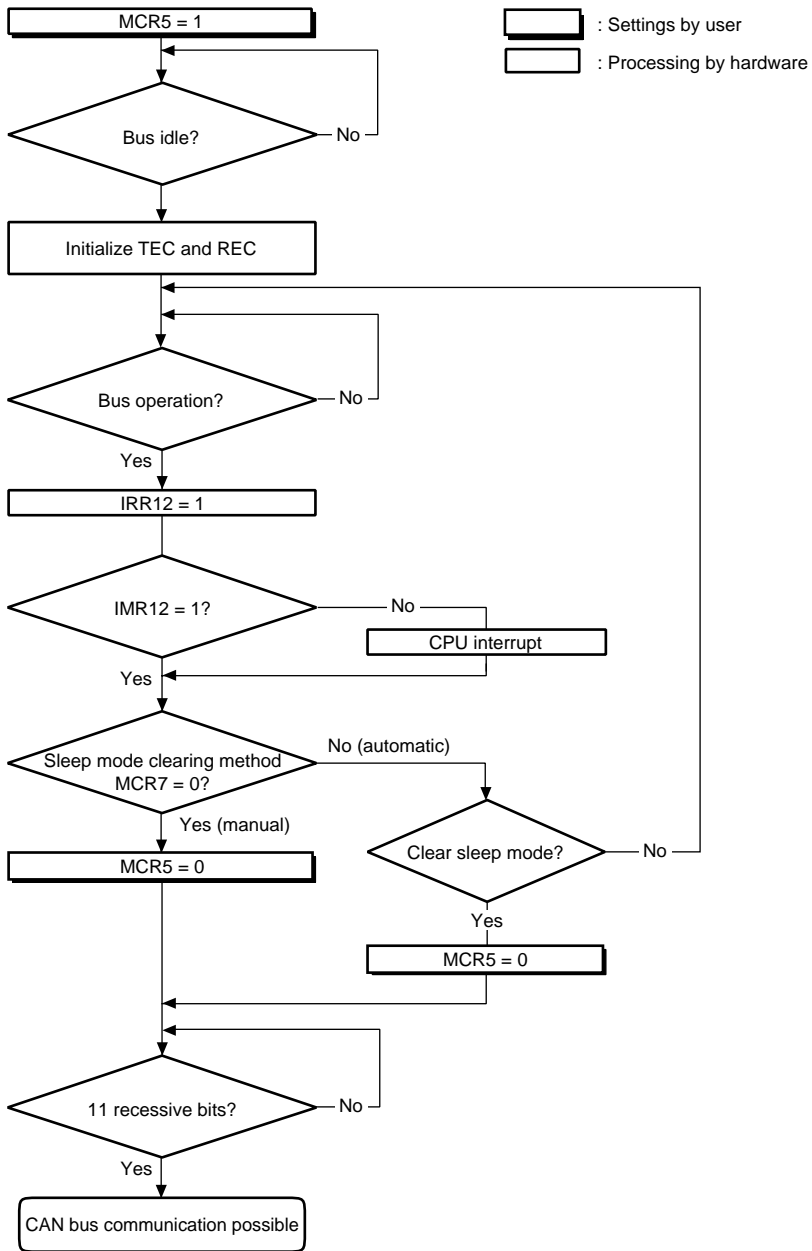 MCR5 = 1
: Settings by user
: Processing by hardware
Bus idle?
No
Initialize TEC and REC
Bus operation?
No
Yes
IRR12 = 1
IMR12 = 1?
No
CPU interrupt
Yes
Sleep mode clearing method
MCR7 = 0?
No (automatic)
Yes (manual)
Clear sleep mode?
No
MCR5 = 0
Yes
MCR5 = 0
11 recessive bits?
No
Yes
CAN bus communication possible